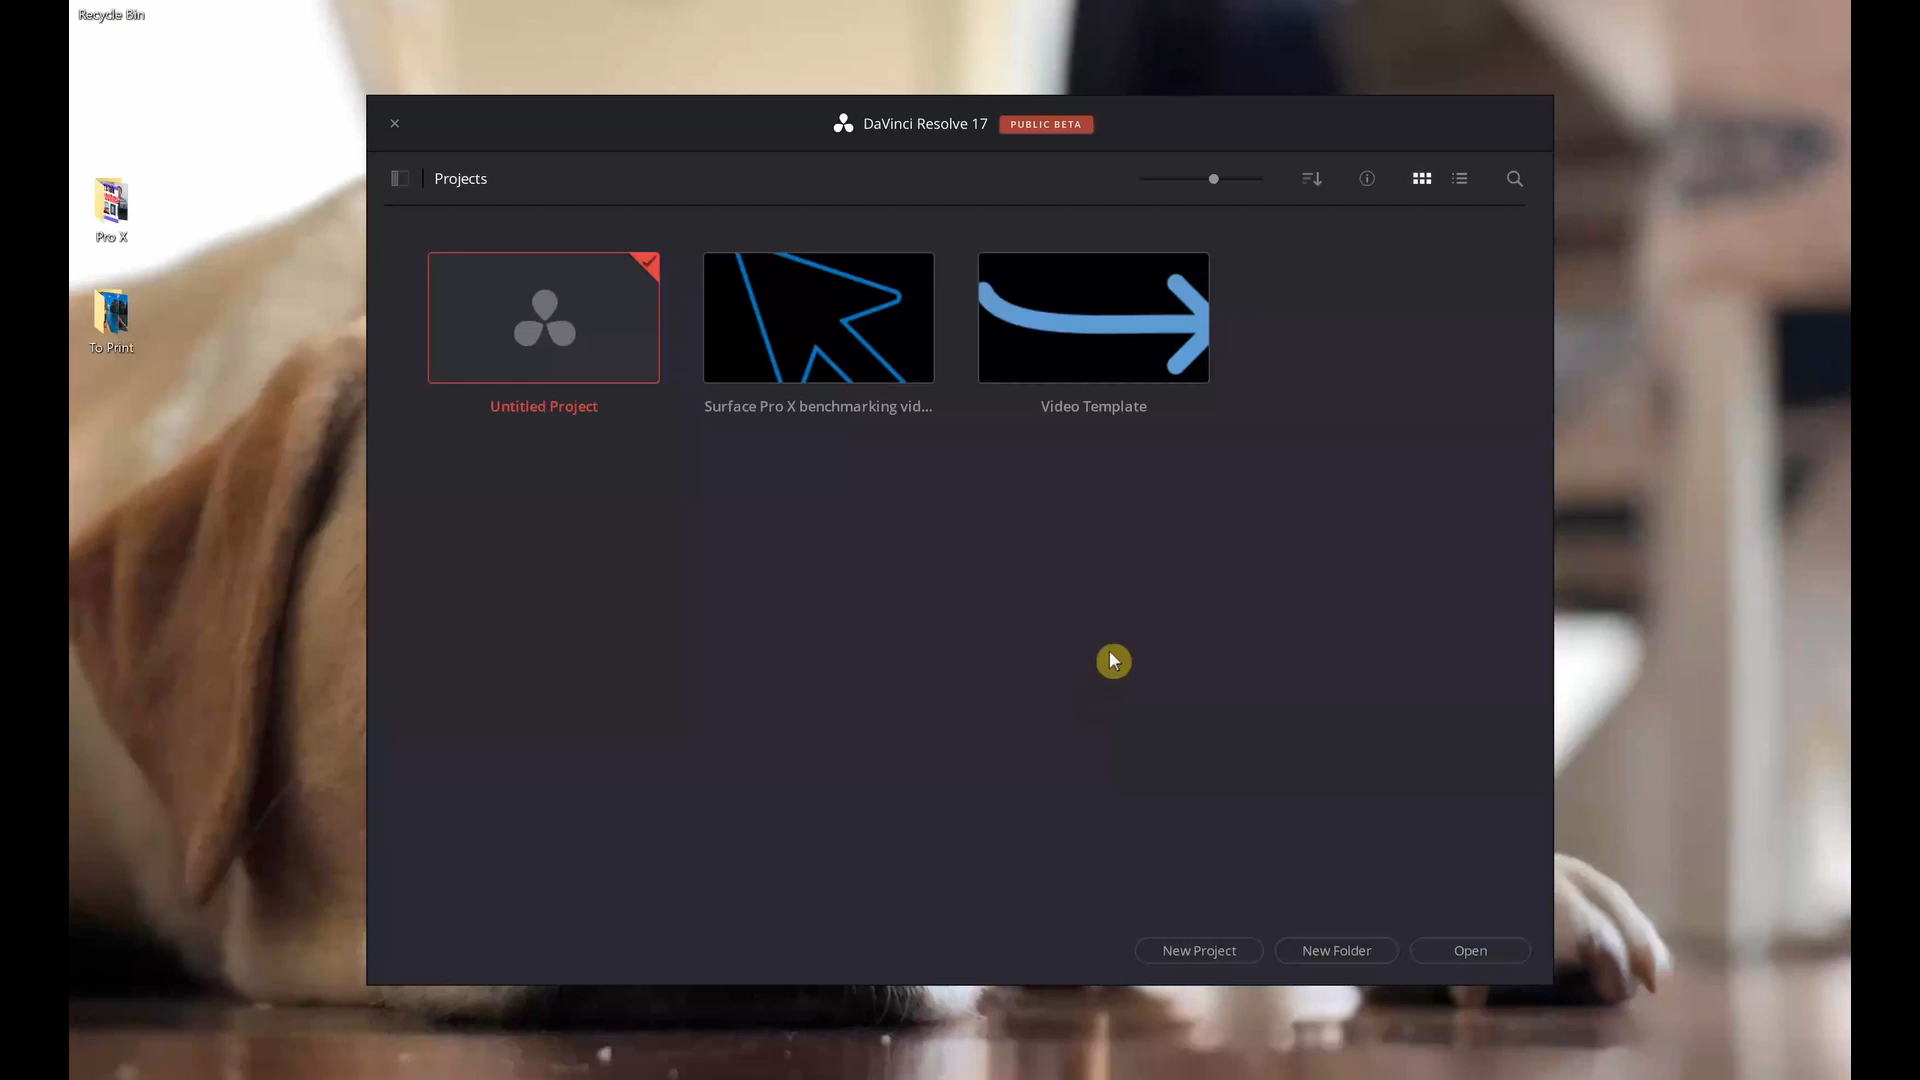 Recycle Bin
DaVinci Resolve 17 PUBLIC BETA
Projects
Pro X
To Print
Untitled Project
Surface Pro X benchmarking vid...
Video Template
New Project
New Folder
Open